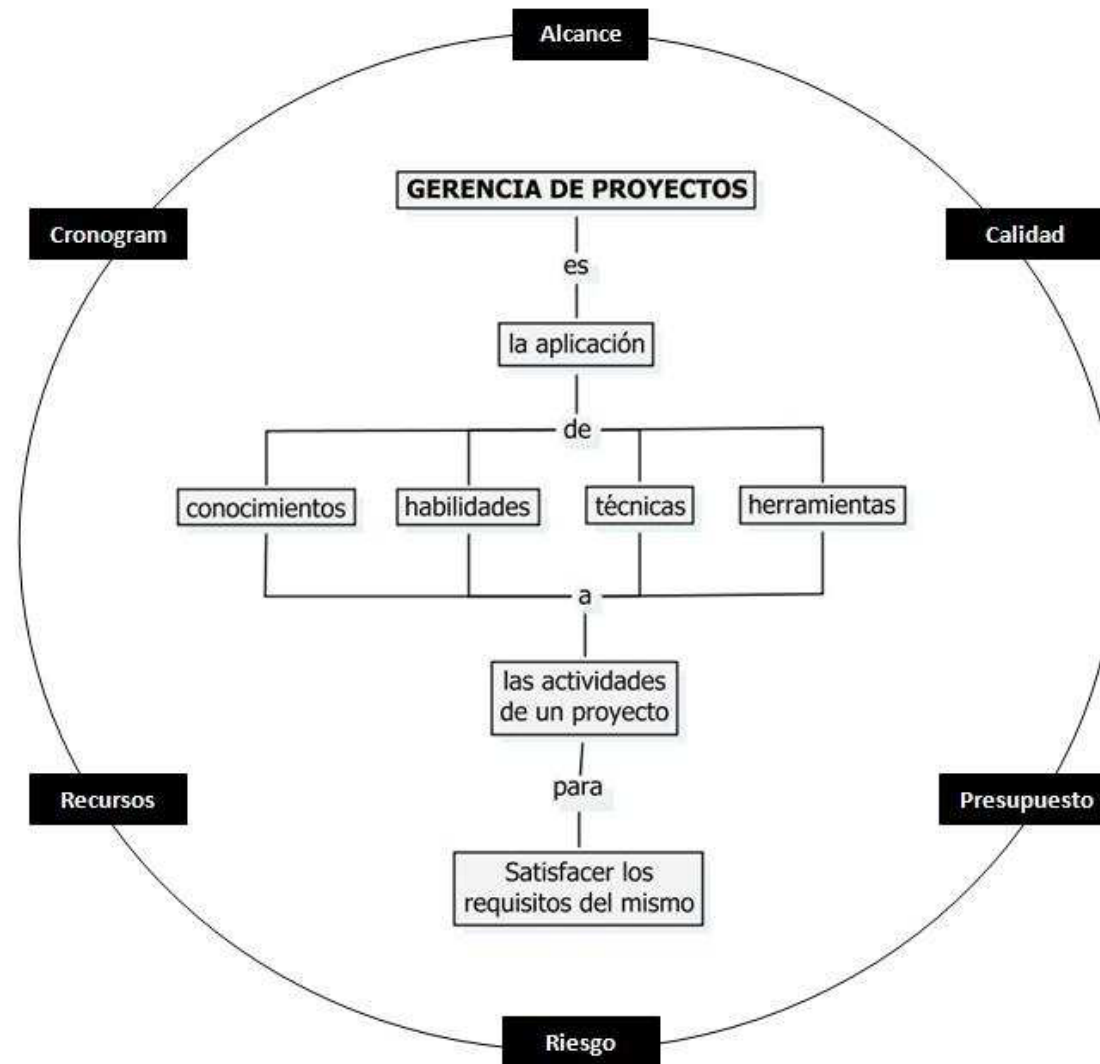 Alcance
GERENCIA DE PROYECTOS
Cronogram
Calidad
es
la aplicación
de
conocimientos habilidades técnicas herramientas
a
las actividades
de un proyecto
Recursos
para
Presupuesto
Satisfacer los
requisitos del mismo
Riesgo